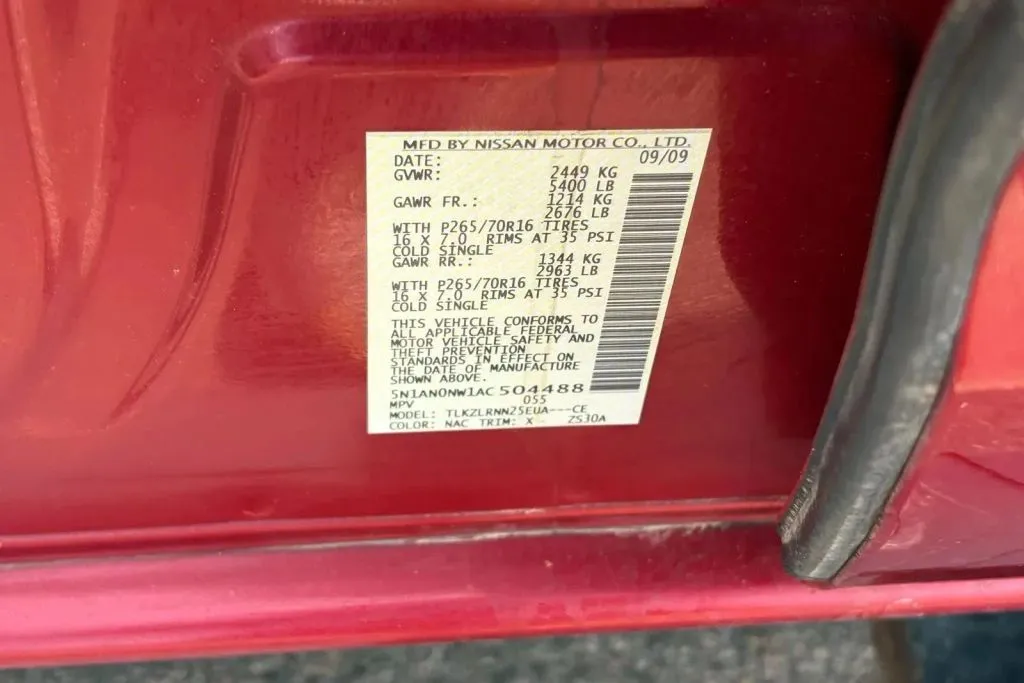 MFD BY NISSAN MOTOR CO., LTD.
DATE: 09/09
GVWR: 2449 KG
5400 LB
GAWR FR.: 1214 KG
2676 LB
WITH P265/70R16 TIRES
16 X 7.0 RIMS AT 35 PSI
COLD SINGLE
GAWR RR.: 1344 KG
2963 LB
WITH P265/70R16 TIRES
16 X 7.0 RIMS AT 35 PSI
COLD SINGLE
THIS VEHICLE CONFORMS TO
ALL APPLICABLE FEDERAL
MOTOR VEHICLE SAFETY AND
THEFT PREVENTION
STANDARDS IN EFFECT ON
THE DATE OF MANUFACTURE
SHOWN ABOVE.
5N1AN0NW1AC 504488
MPV 055
MODEL: TLKZLRNN25EUA---CE
COLOR: NAC TRIM: X - ZS30A